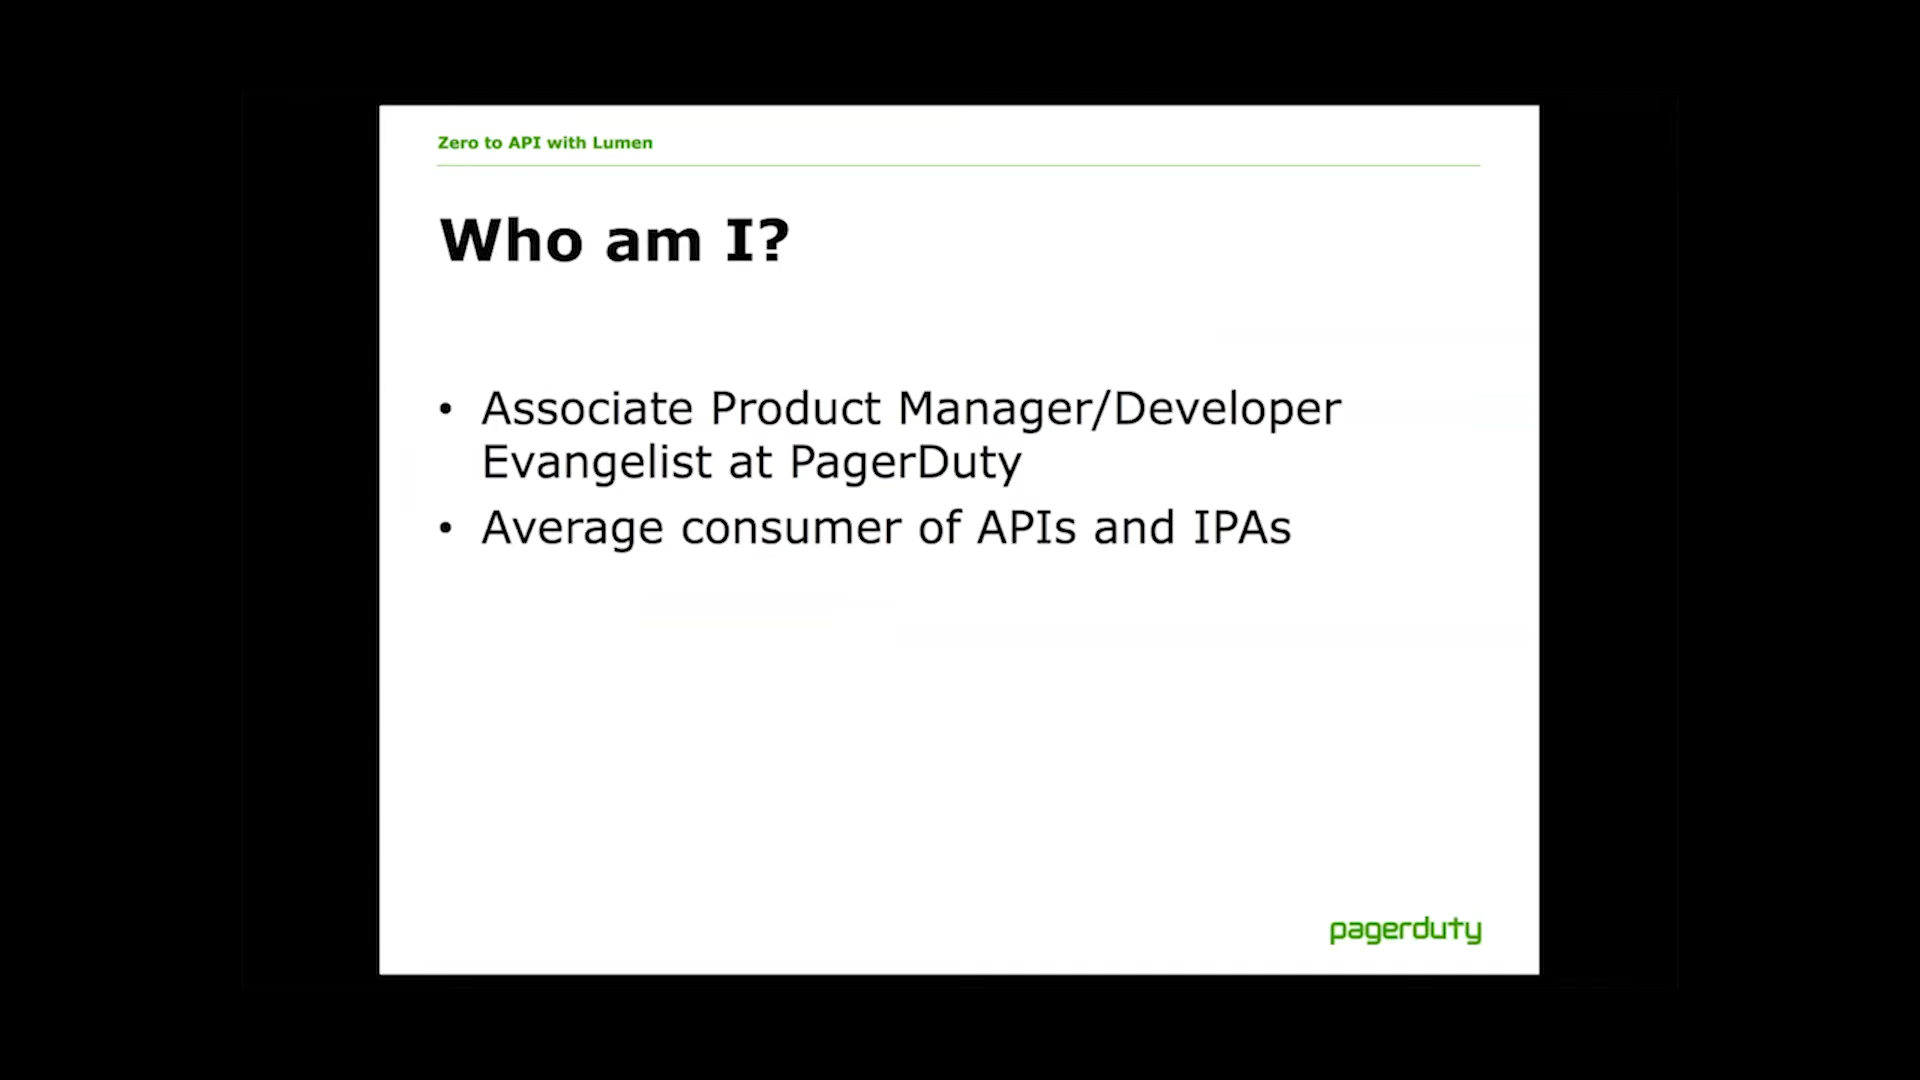 Zero to API with Lumen
Who am I?
• Associate Product Manager/Developer
Evangelist at PagerDuty
• Average consumer of APIs and IPAs
pagerduty